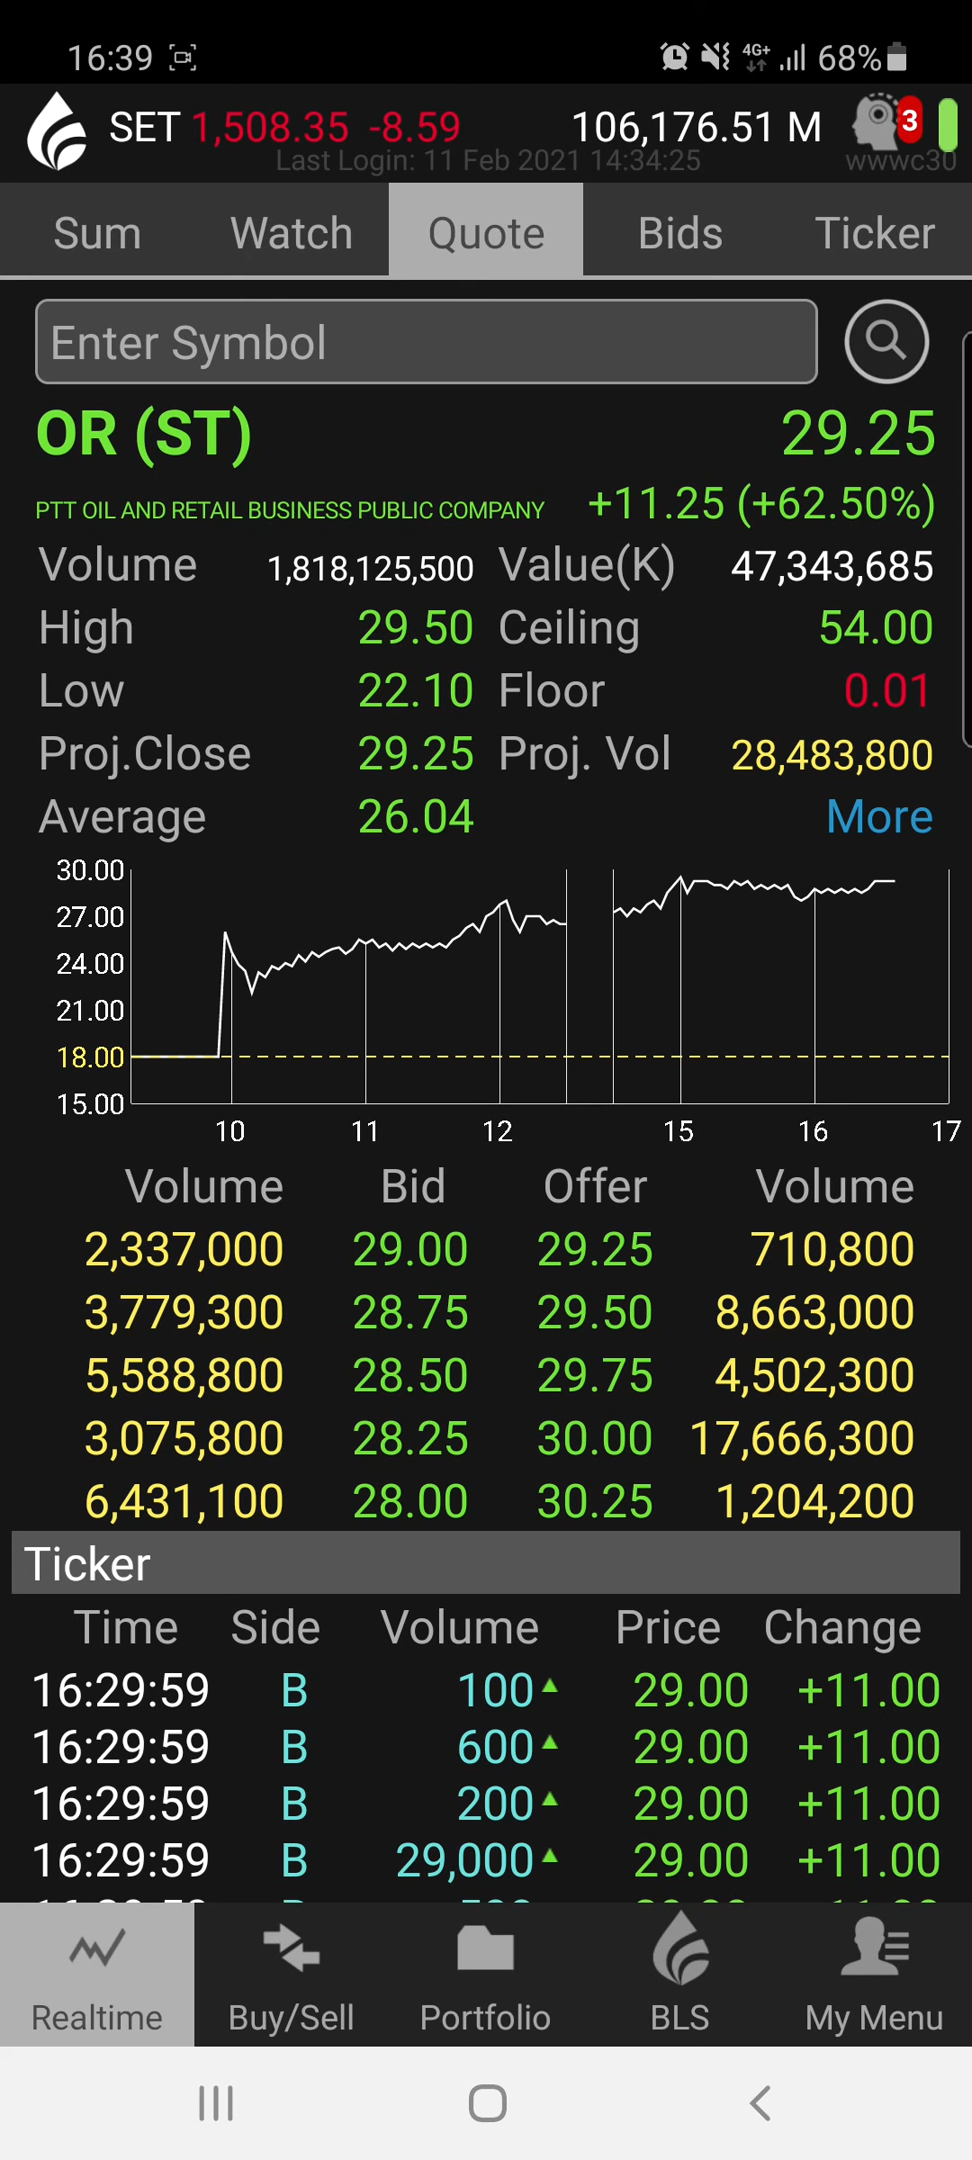 16:39 4G+ 68%
SET 1,508.35 -8.59 106,176.51 M 3
Last Login: 11 Feb 2021 14:34:25 wwwc30
Sum Watch Quote Bids Ticker
Enter Symbol
OR (ST) 29.25
PTT OIL AND RETAIL BUSINESS PUBLIC COMPANY +11.25 (+62.50%)
Volume 1,818,125,500 Value(K) 47,343,685
High 29.50 Ceiling 54.00
Low 22.10 Floor 0.01
Proj.Close 29.25 Proj. Vol 28,483,800
Average 26.04 More
30.00
27.00
24.00
21.00
18.00
15.00
10 11 12 15 16 17
Volume Bid Offer Volume
2,337,000 29.00 29.25 710,800
3,779,300 28.75 29.50 8,663,000
5,588,800 28.50 29.75 4,502,300
3,075,800 28.25 30.00 17,666,300
6,431,100 28.00 30.25 1,204,200
Ticker
Time Side Volume Price Change
16:29:59 B 100 29.00 +11.00
16:29:59 B 600 29.00 +11.00
16:29:59 B 200 29.00 +11.00
16:29:59 B 29,000 29.00 +11.00
Realtime Buy/Sell Portfolio BLS My Menu